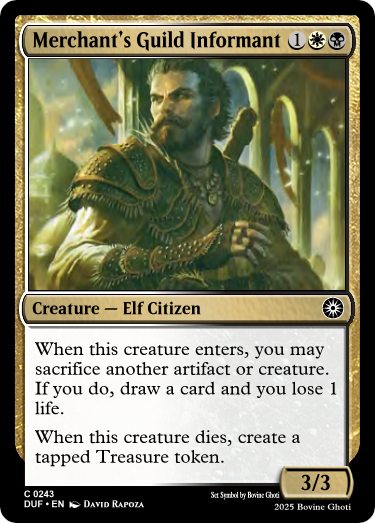 Merchant's Guild Informant 1
Creature — Elf Citizen
When this creature enters, you may
sacrifice another artifact or creature.
If you do, draw a card and you lose 1
life.
When this creature dies, create a
tapped Treasure token.
3/3
C 0243
DUF • EN David Rapoza
Set Symbol by Bovine Ghoti
2025 Bovine Ghoti